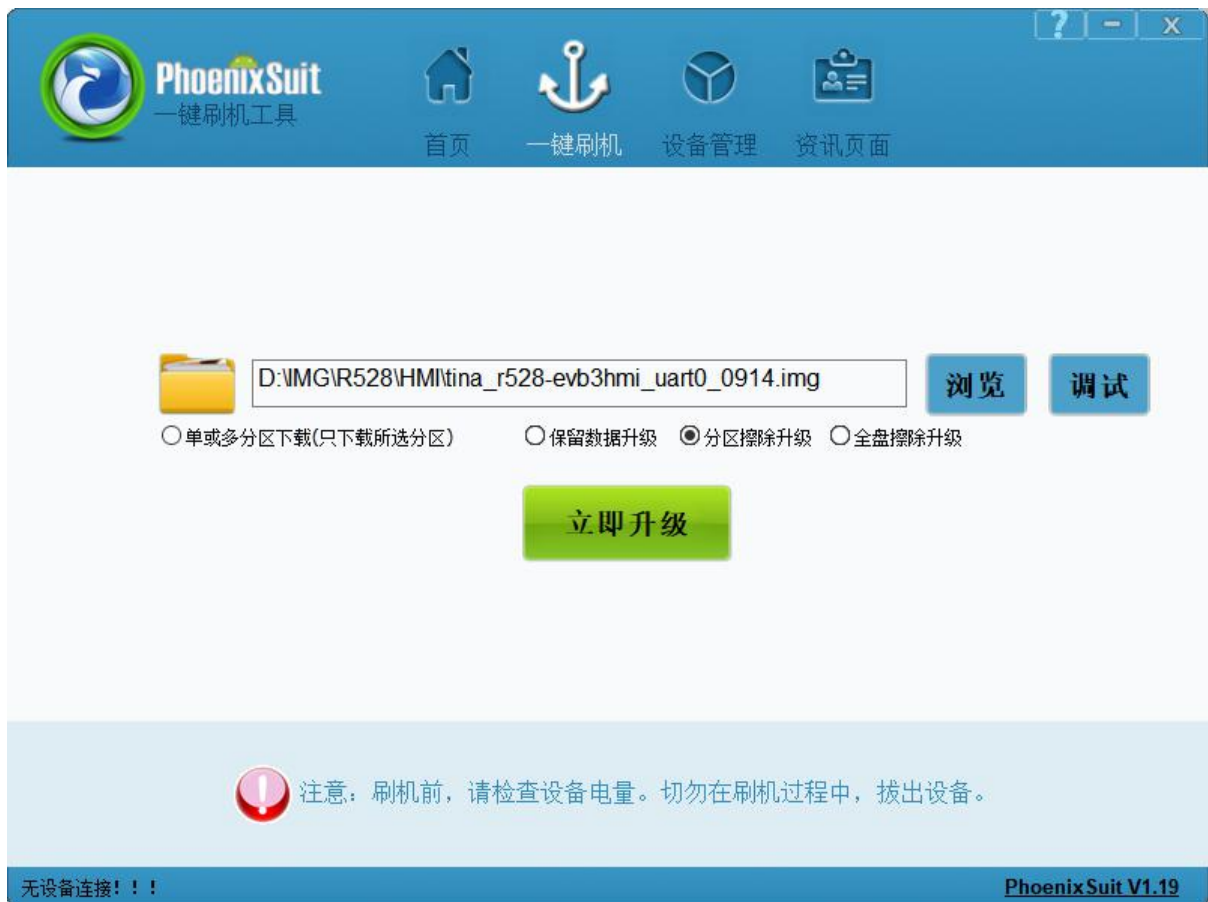 ? - X
PhoenixSuit
一键刷机工具
首页 一键刷机 设备管理 资讯页面
D:\IMG\R528\HMI\tina_r528-evb3hmi_uart0_0914.img 浏览 调试
单或多分区下载(只下载所选分区) 保留数据升级 分区擦除升级 全盘擦除升级
立即升级
注意：刷机前，请检查设备电量。切勿在刷机过程中，拔出设备。
无设备连接！！！ PhoenixSuit V1.19